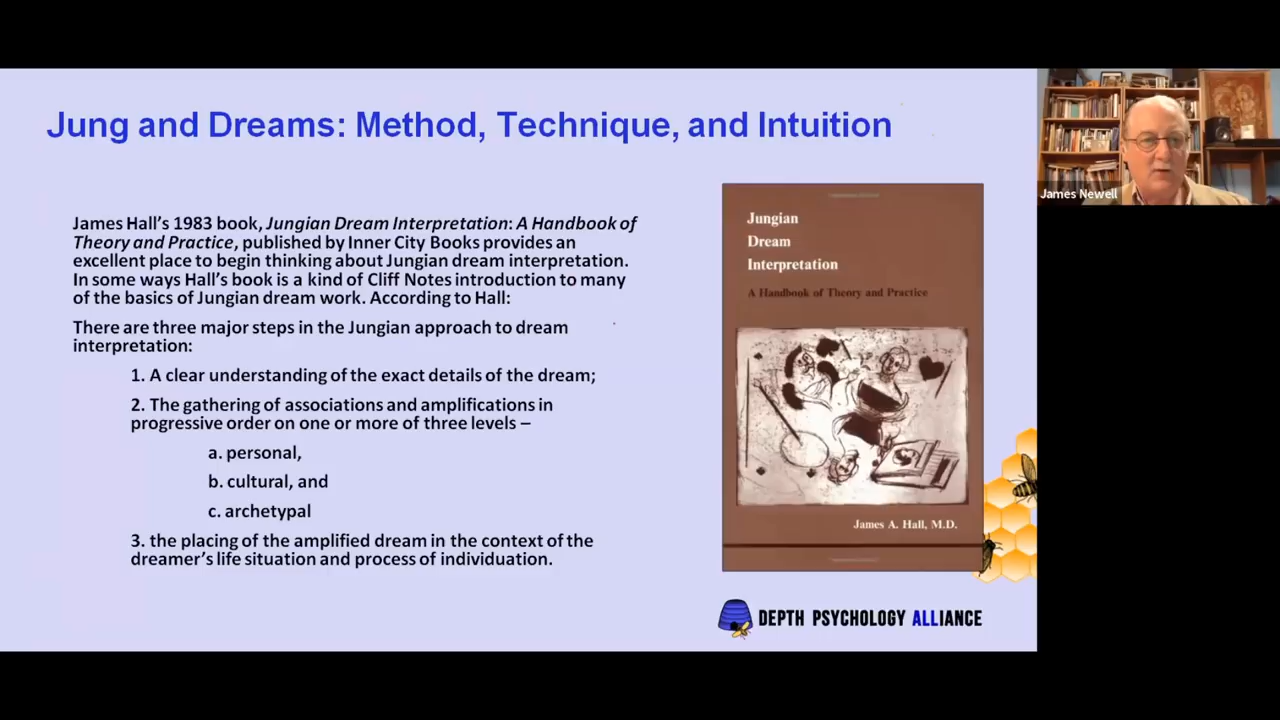 Jung and Dreams: Method, Technique, and Intuition
James Hall’s 1983 book, Jungian Dream Interpretation: A Handbook of
Theory and Practice, published by Inner City Books provides an
excellent place to begin thinking about Jungian dream interpretation.
In some ways Hall’s book is a kind of Cliff Notes introduction to many
of the basics of Jungian dream work. According to Hall:
There are three major steps in the Jungian approach to dream
interpretation:
1. A clear understanding of the exact details of the dream;
2. The gathering of associations and amplifications in
progressive order on one or more of three levels –
a. personal,
b. cultural, and
c. archetypal
3. the placing of the amplified dream in the context of the
dreamer’s life situation and process of individuation.
Jungian
Dream
Interpretation
A Handbook of Theory and Practice
James A. Hall, M.D.
DEPTH PSYCHOLOGY ALLIANCE
James Newell